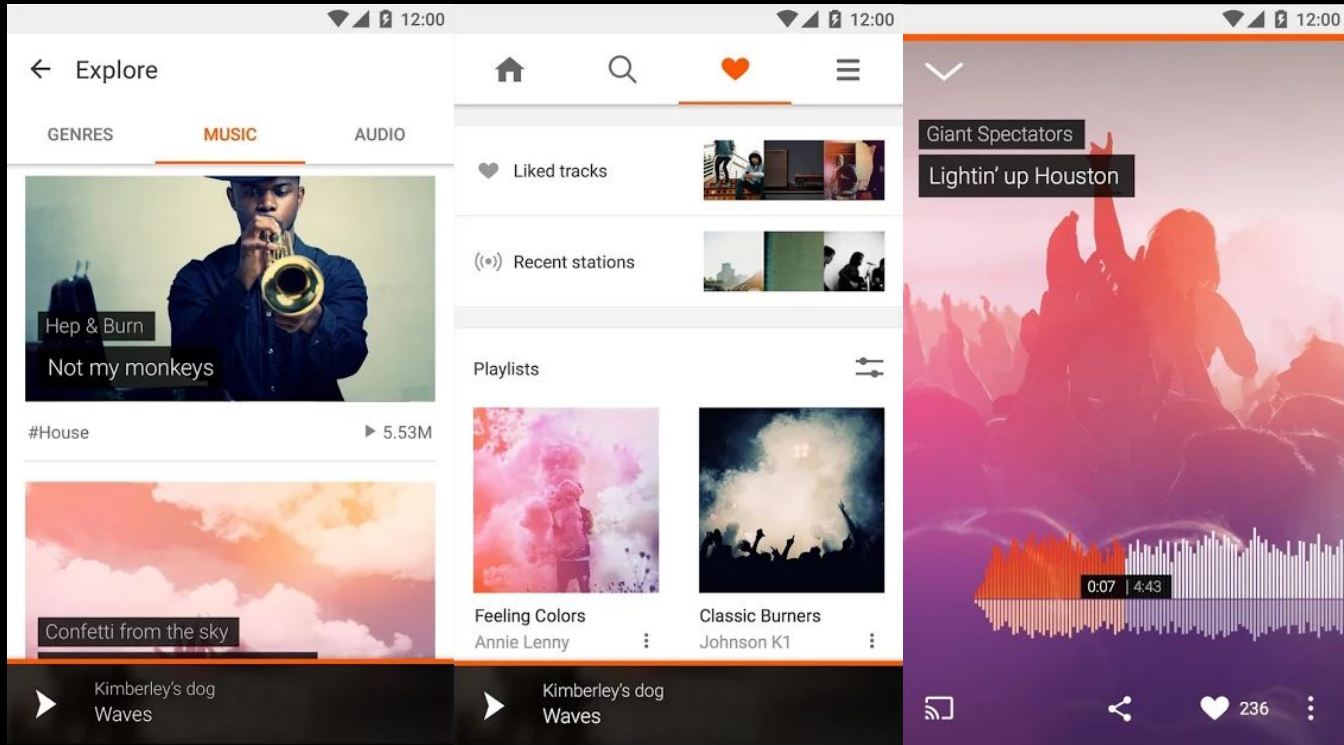 12:00
Explore
GENRES
MUSIC
AUDIO
Hep & Burn
Not my monkeys
#House
5.53M
Confetti from the sky
Kimberley's dog
Waves
12:00
Liked tracks
Recent stations
Playlists
Feeling Colors
Annie Lenny
Classic Burners
Johnson K1
Kimberley's dog
Waves
12:00
Giant Spectators
Lightin' up Houston
0:07 | 4:43
236